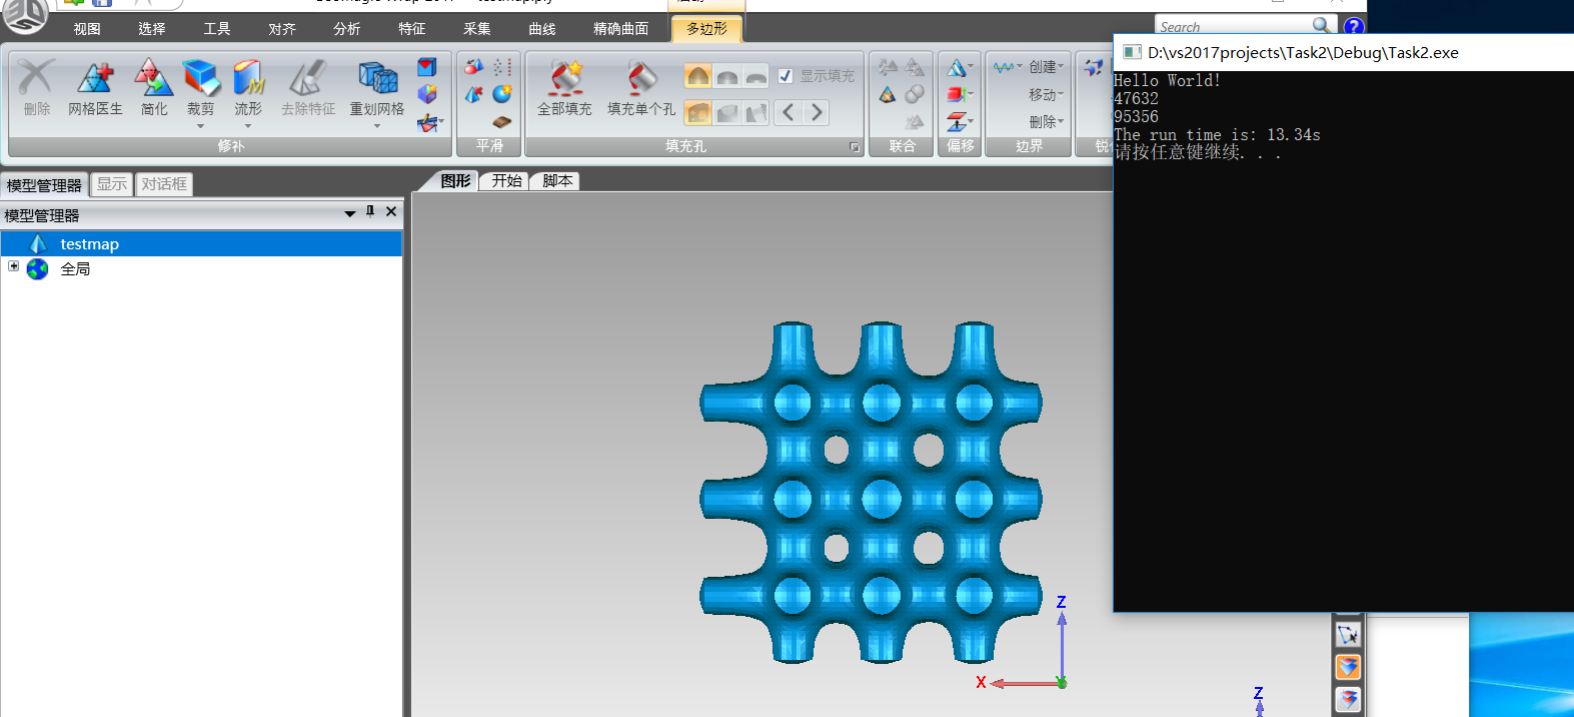 testmap.ply
视图 选择 工具 对齐 分析 特征 采集 曲线 精确曲面 多边形
Search
D:\vs2017projects\Task2\Debug\Task2.exe
Hello World!
47632
95356
The run time is: 13.34s
请按任意键继续. . .
删除 网格医生 简化 裁剪 流形 去除特征 重划网格
全部填充 填充单个孔 显示填充
创建
移动
删除
修补 平滑 填充孔 联合 偏移 边界
模型管理器 显示 对话框
图形 开始 脚本
模型管理器
testmap
全局
Z
X
Y
Z